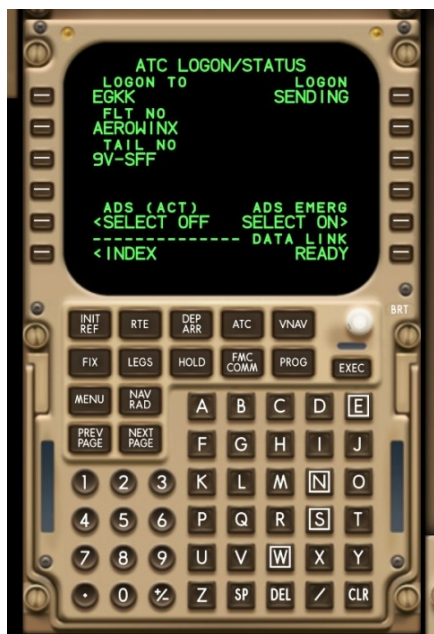 ATC LOGON/STATUS
LOGON TO LOGON
EGKK SENDING
FLT NO
AEROWINX
TAIL NO
9V-SFF
ADS (ACT) ADS EMERG
<SELECT OFF SELECT ON>
-------------- DATA LINK
<INDEX READY
BRT
INIT REF RTE DEP ARR ATC VNAV
FIX LEGS HOLD FMC COMM PROG EXEC
MENU NAV RAD A B C D E
PREV PAGE NEXT PAGE F G H I J
1 2 3 K L M N O
4 5 6 P Q R S T
7 8 9 U V W X Y
. 0 +/- Z SP DEL / CLR